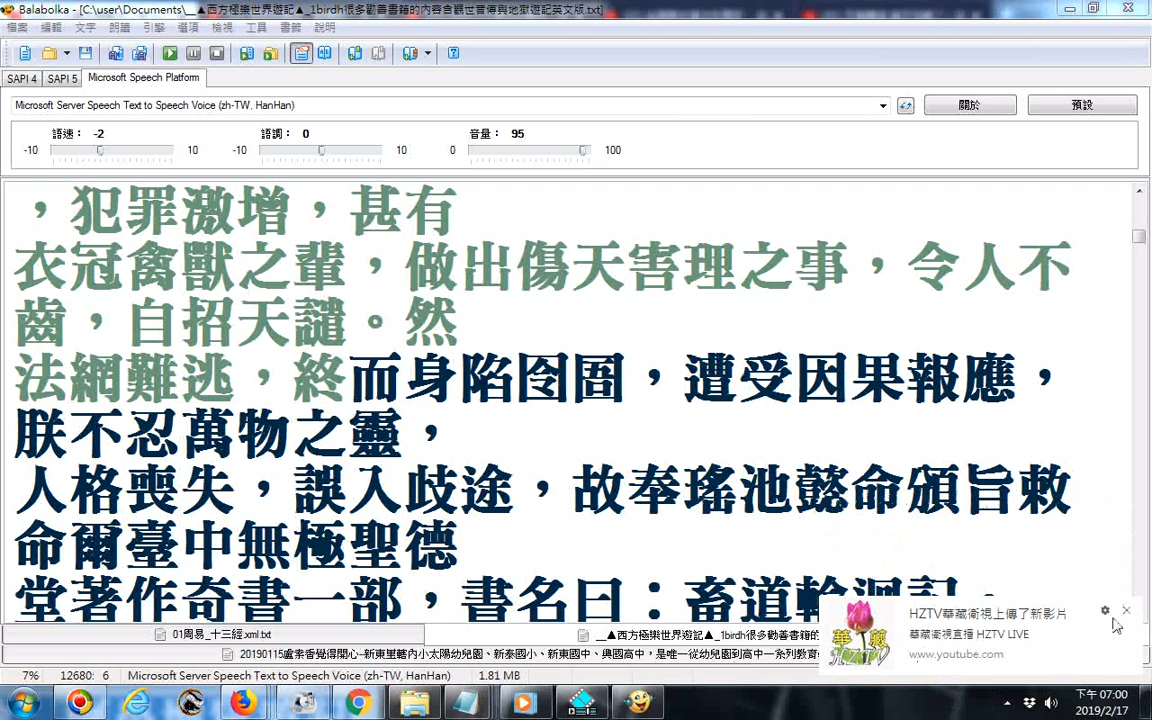 Balabolka - [C:\user\Documents\__▲西方極樂世界遊記▲_1birdh很多勸善書籍的內容含觀世音傳與地獄遊記英文版.txt]
檔案 編輯 文字 朗讀 引擎 選項 檢視 工具 書籤 說明
SAPI 4 SAPI 5 Microsoft Speech Platform
Microsoft Server Speech Text to Speech Voice (zh-TW, HanHan) 關於 預設
語速： -2 語調： 0 音量： 95
-10 10 -10 10 0 100
，犯罪激增，甚有
衣冠禽獸之輩，做出傷天害理之事，令人不
齒，自招天譴。然
法網難逃，終而身陷囹圄，遭受因果報應，
朕不忍萬物之靈，
人格喪失，誤入歧途，故奉瑤池懿命頒旨敕
命爾臺中無極聖德
堂著作奇書一部，書名曰：畜道輪迴記，
HZTV華藏衛視上傳了新影片
華藏衛視直播 HZTV LIVE
www.youtube.com
華藏
HZTV
01周易_十三經.xml.txt __▲西方極樂世界遊記▲_1birdh很多勸善書籍的
20190115盧素香覺得開心--新東里轄內小太陽幼兒園、新泰國小、新東國中、興國高中，是唯一從幼兒園到高中一系列教育
7% 12680: 6 Microsoft Server Speech Text to Speech Voice (zh-TW, HanHan) 1.81 MB
下午 07:00
2019/2/17